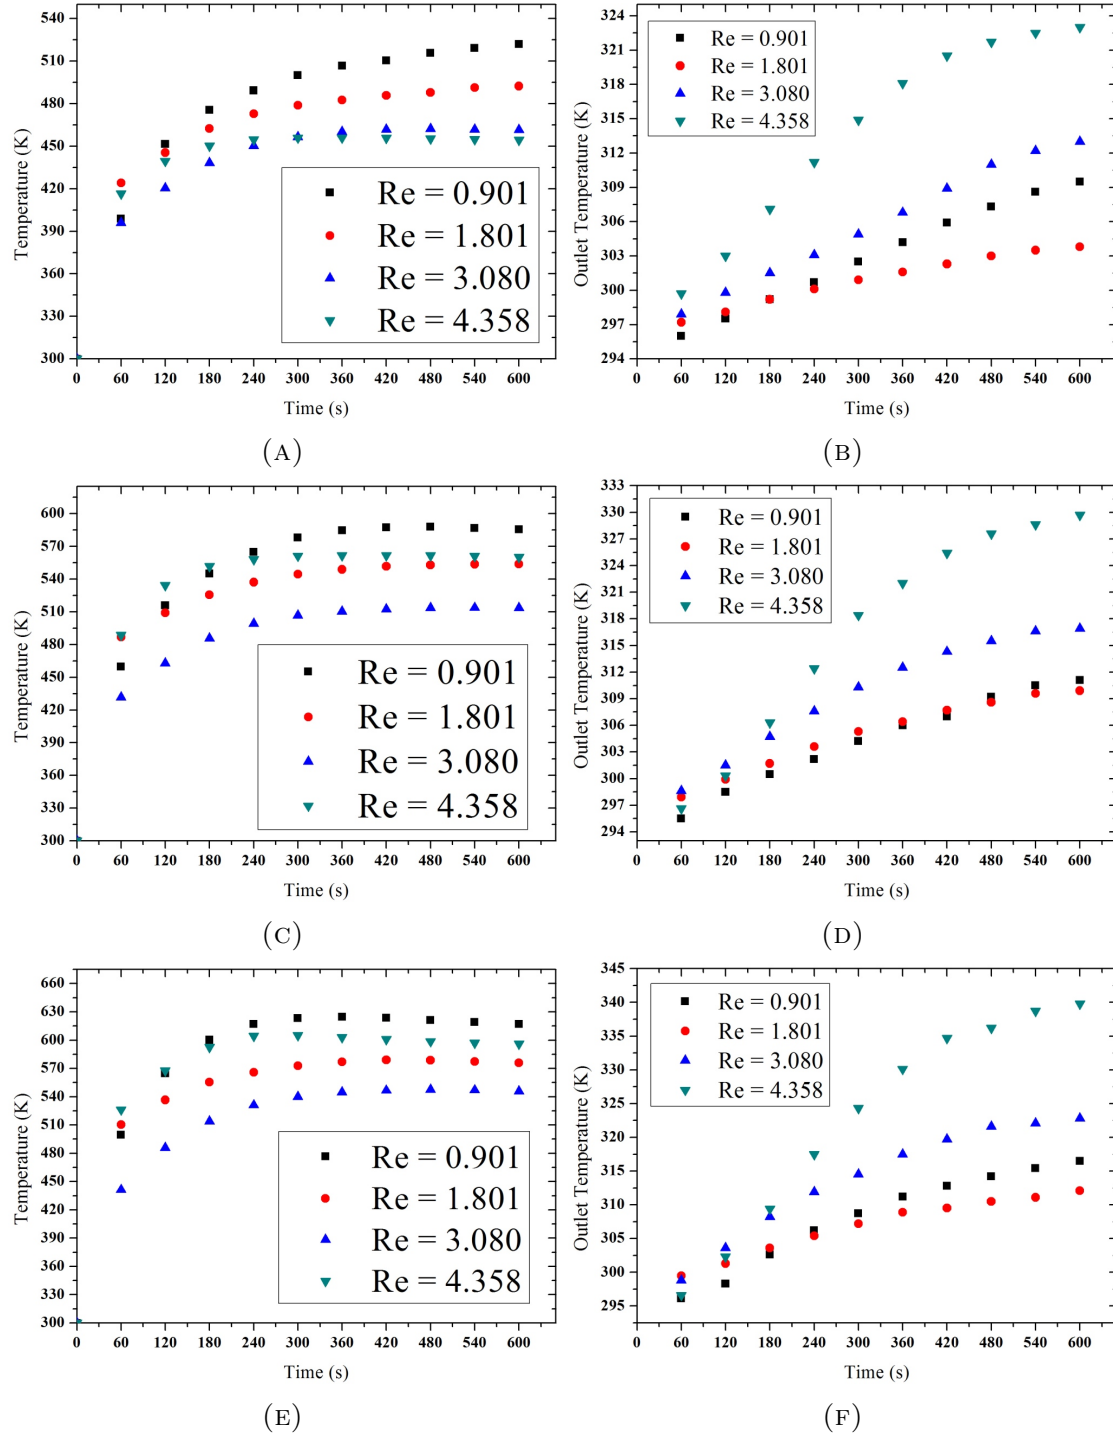 Temperature (K)
540
510
480
450
420
390
360
330
300
Re = 0.901
Re = 1.801
Re = 3.080
Re = 4.358
0 60 120 180 240 300 360 420 480 540 600
Time (s)
(A)
Outlet Temperature (K)
324
321
318
315
312
309
306
303
300
297
294
Re = 0.901
Re = 1.801
Re = 3.080
Re = 4.358
0 60 120 180 240 300 360 420 480 540 600
Time (s)
(B)
Temperature (K)
600
570
540
510
480
450
420
390
360
330
300
Re = 0.901
Re = 1.801
Re = 3.080
Re = 4.358
0 60 120 180 240 300 360 420 480 540 600
Time (s)
(C)
Outlet Temperature (K)
333
330
327
324
321
318
315
312
309
306
303
300
297
294
Re = 0.901
Re = 1.801
Re = 3.080
Re = 4.358
0 60 120 180 240 300 360 420 480 540 600
Time (s)
(D)
Temperature (K)
660
630
600
570
540
510
480
450
420
390
360
330
300
Re = 0.901
Re = 1.801
Re = 3.080
Re = 4.358
0 60 120 180 240 300 360 420 480 540 600
Time (s)
(E)
Outlet Temperature (K)
345
340
335
330
325
320
315
310
305
300
295
Re = 0.901
Re = 1.801
Re = 3.080
Re = 4.358
0 60 120 180 240 300 360 420 480 540 600
Time (s)
(F)